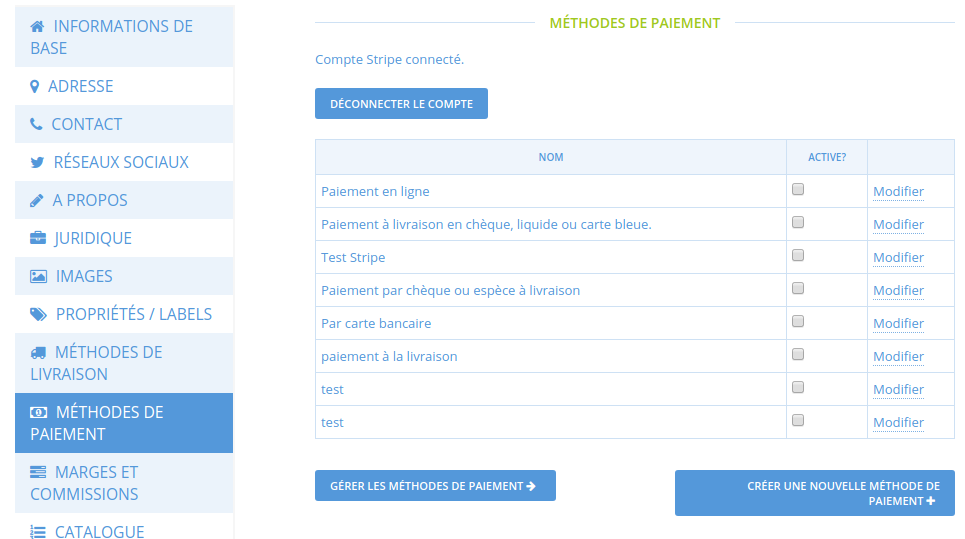 INFORMATIONS DE
BASE
ADRESSE
CONTACT
RÉSEAUX SOCIAUX
A PROPOS
JURIDIQUE
IMAGES
PROPRIÉTÉS / LABELS
MÉTHODES DE
LIVRAISON
MÉTHODES DE
PAIEMENT
MARGES ET
COMMISSIONS
CATALOGUE
MÉTHODES DE PAIEMENT
Compte Stripe connecté.
DÉCONNECTER LE COMPTE
NOM ACTIVE?
Paiement en ligne Modifier
Paiement à livraison en chèque, liquide ou carte bleue. Modifier
Test Stripe Modifier
Paiement par chèque ou espèce à livraison Modifier
Par carte bancaire Modifier
paiement à la livraison Modifier
test Modifier
test Modifier
GÉRER LES MÉTHODES DE PAIEMENT
CRÉER UNE NOUVELLE MÉTHODE DE
PAIEMENT